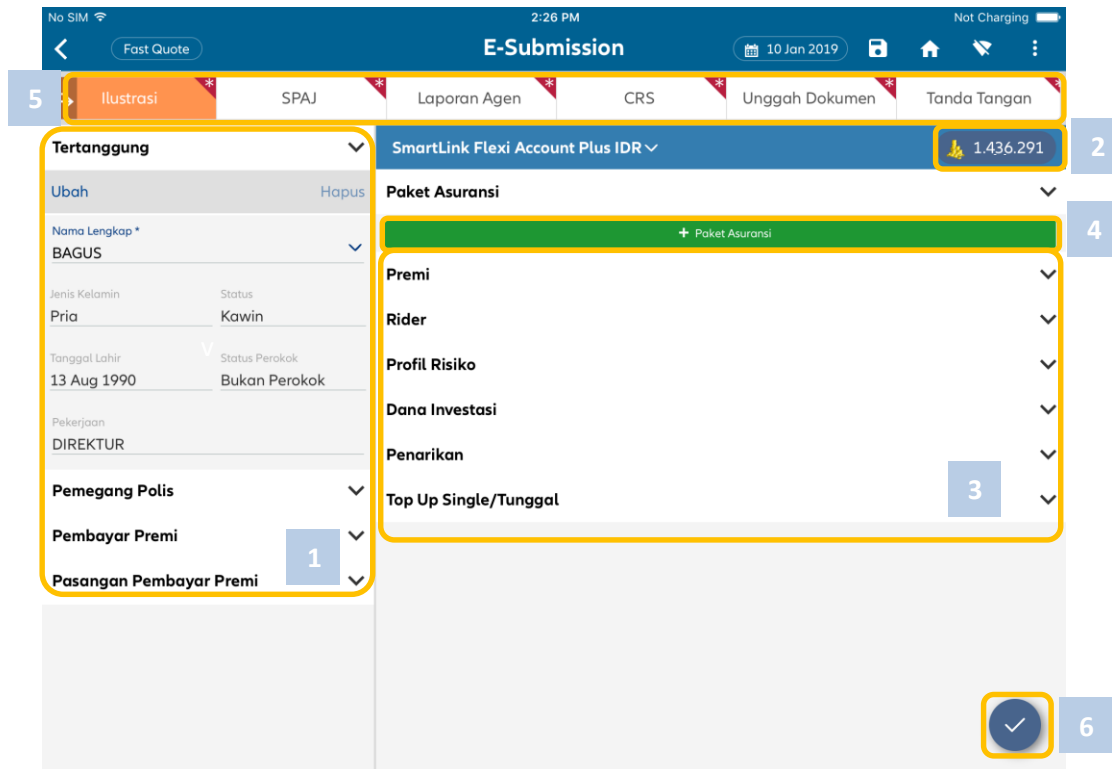 No SIM 2:26 PM Not Charging
Fast Quote E-Submission 10 Jan 2019
5 Ilustrasi * SPAJ * Laporan Agen * CRS * Unggah Dokumen * Tanda Tangan *
Tertanggung
SmartLink Flexi Account Plus IDR 1.436.291 2
Ubah Hapus
Paket Asuransi
Nama Lengkap *
BAGUS
+ Paket Asuransi 4
Jenis Kelamin Status
Pria Kawin
Tanggal Lahir V Status Perokok
13 Aug 1990 Bukan Perokok
Pekerjaan
DIREKTUR
Pemegang Polis
Pembayar Premi
1
Pasangan Pembayar Premi
Premi
Rider
Profil Risiko
Dana Investasi
Penarikan
3
Top Up Single/Tunggal
6